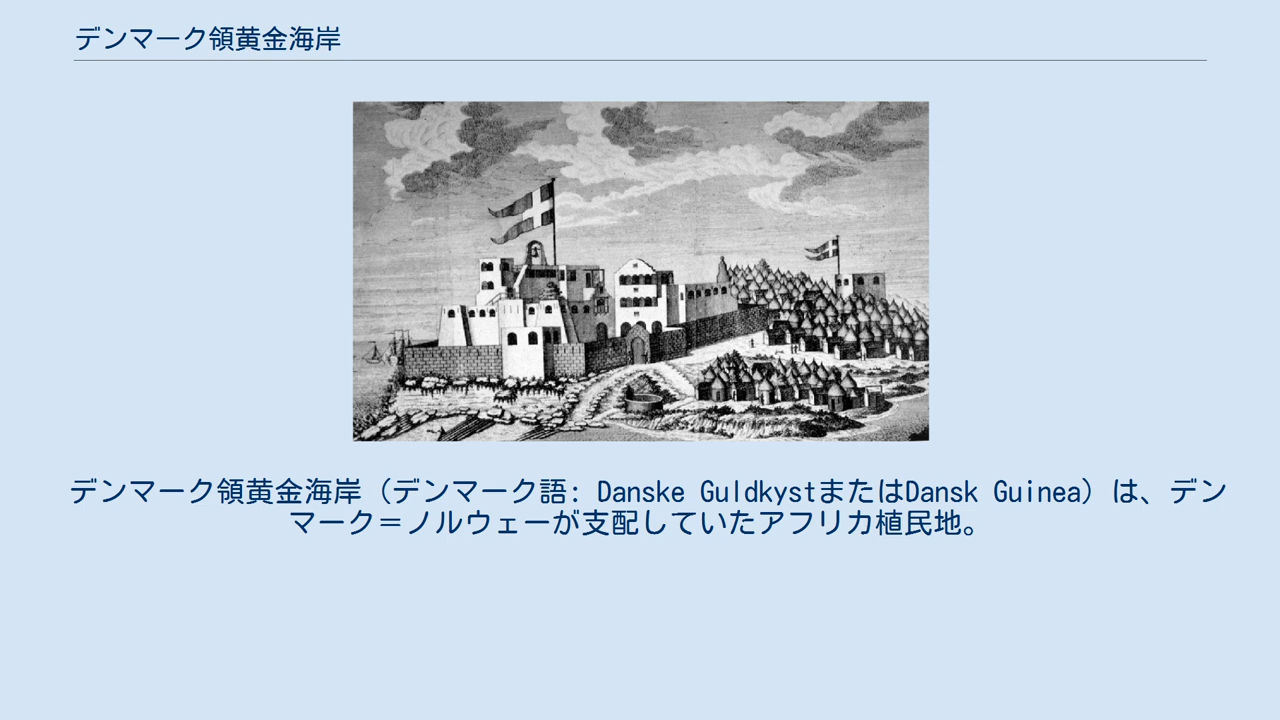 デンマーク領黄金海岸
デンマーク領黄金海岸（デンマーク語: Danske GuldkystまたはDansk Guinea）は、デン
マーク＝ノルウェーが支配していたアフリカ植民地。